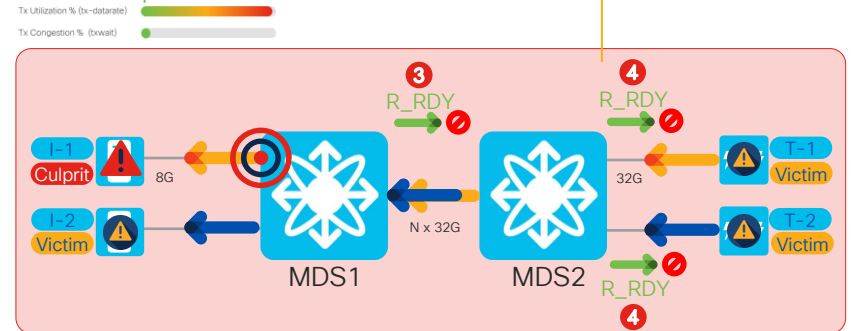 Tx Utilization % (tx-datarate)
Tx Congestion % (txwait)
3
R_RDY
4
R_RDY
I-1
Culprit
8G
32G
T-1
Victim
I-2
Victim
N x 32G
T-2
Victim
MDS1
MDS2
R_RDY
4